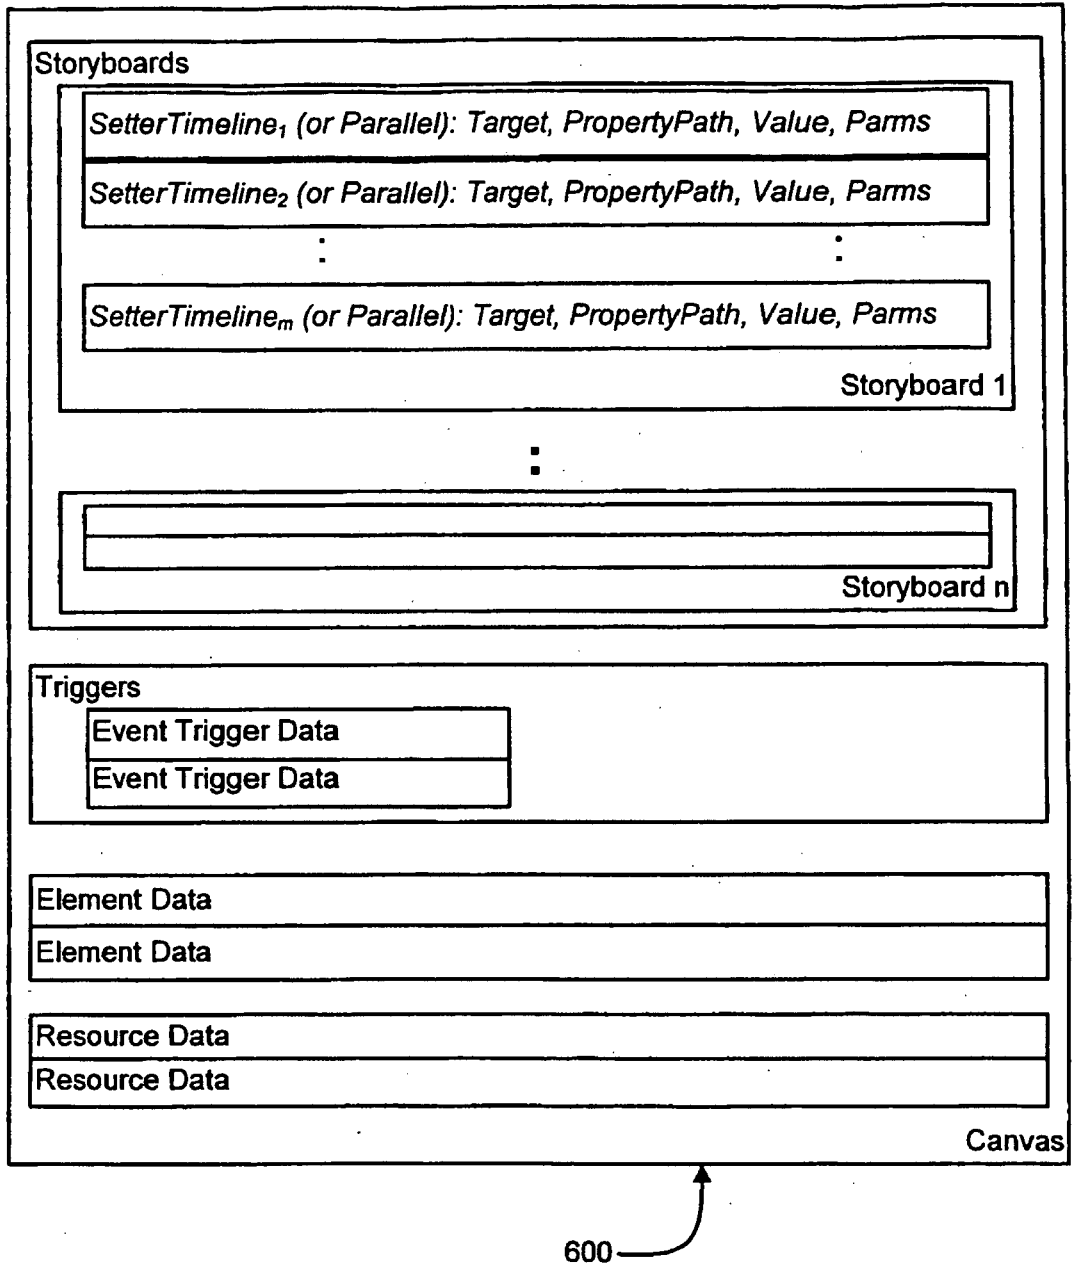 Storyboards
SetterTimeline₁ (or Parallel): Target, PropertyPath, Value, Parms
SetterTimeline₂ (or Parallel): Target, PropertyPath, Value, Parms
SetterTimelineₘ (or Parallel): Target, PropertyPath, Value, Parms
Storyboard 1
Storyboard n
Triggers
Event Trigger Data
Event Trigger Data
Element Data
Element Data
Resource Data
Resource Data
Canvas
600